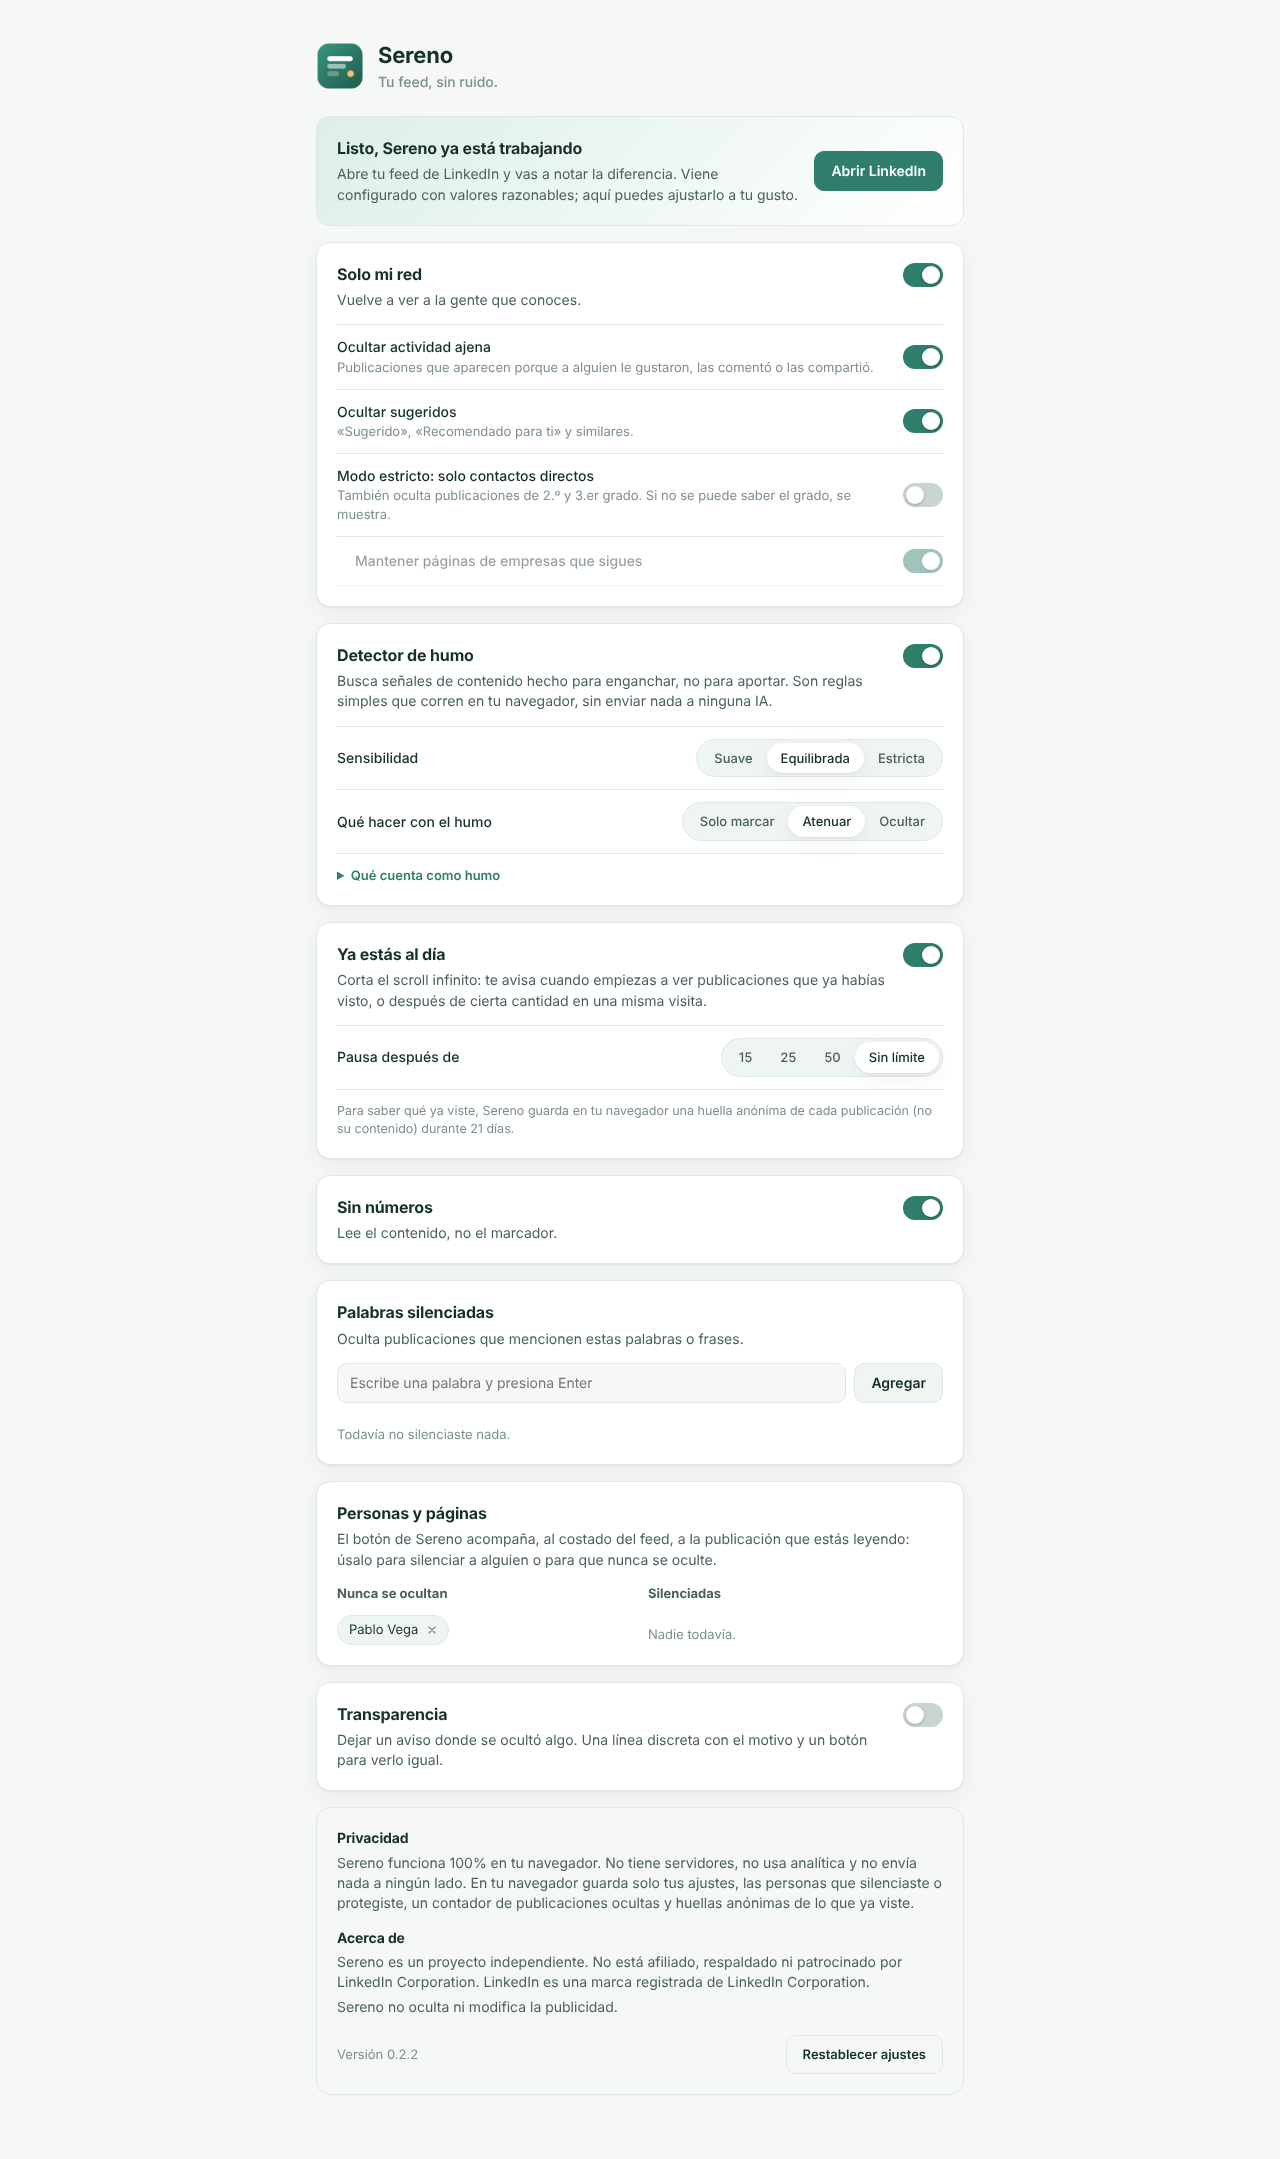 Sereno
Tu feed, sin ruido.
Listo, Sereno ya está trabajando
Abre tu feed de LinkedIn y vas a notar la diferencia. Viene
configurado con valores razonables; aquí puedes ajustarlo a tu gusto.
Abrir LinkedIn
Solo mi red
Vuelve a ver a la gente que conoces.
Ocultar actividad ajena
Publicaciones que aparecen porque a alguien le gustaron, las comentó o las compartió.
Ocultar sugeridos
«Sugerido», «Recomendado para ti» y similares.
Modo estricto: solo contactos directos
También oculta publicaciones de 2.º y 3.er grado. Si no se puede saber el grado, se
muestra.
Mantener páginas de empresas que sigues
Detector de humo
Busca señales de contenido hecho para enganchar, no para aportar. Son reglas
simples que corren en tu navegador, sin enviar nada a ninguna IA.
Sensibilidad
Suave Equilibrada Estricta
Qué hacer con el humo
Solo marcar Atenuar Ocultar
Qué cuenta como humo
Ya estás al día
Corta el scroll infinito: te avisa cuando empiezas a ver publicaciones que ya habías
visto, o después de cierta cantidad en una misma visita.
Pausa después de
15 25 50 Sin límite
Para saber qué ya viste, Sereno guarda en tu navegador una huella anónima de cada publicación (no
su contenido) durante 21 días.
Sin números
Lee el contenido, no el marcador.
Palabras silenciadas
Oculta publicaciones que mencionen estas palabras o frases.
Escribe una palabra y presiona Enter
Agregar
Todavía no silenciaste nada.
Personas y páginas
El botón de Sereno acompaña, al costado del feed, a la publicación que estás leyendo:
úsalo para silenciar a alguien o para que nunca se oculte.
Nunca se ocultan
Pablo Vega ×
Silenciadas
Nadie todavía.
Transparencia
Dejar un aviso donde se ocultó algo. Una línea discreta con el motivo y un botón
para verlo igual.
Privacidad
Sereno funciona 100% en tu navegador. No tiene servidores, no usa analítica y no envía
nada a ningún lado. En tu navegador guarda solo tus ajustes, las personas que silenciaste o
protegiste, un contador de publicaciones ocultas y huellas anónimas de lo que ya viste.
Acerca de
Sereno es un proyecto independiente. No está afiliado, respaldado ni patrocinado por
LinkedIn Corporation. LinkedIn es una marca registrada de LinkedIn Corporation.
Sereno no oculta ni modifica la publicidad.
Versión 0.2.2
Restablecer ajustes